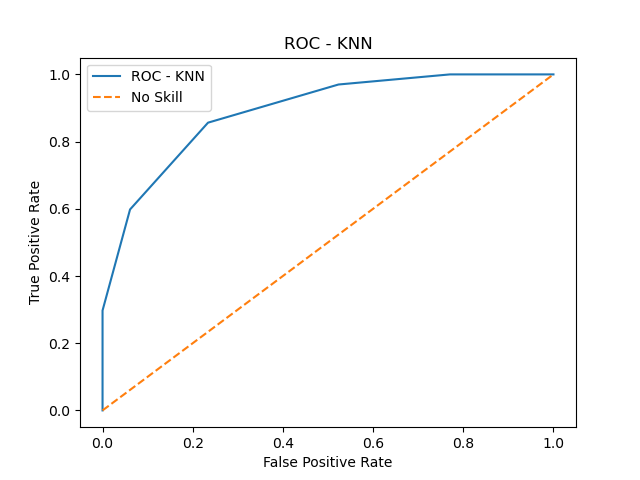 ROC - KNN
ROC - KNN
No Skill
True Positive Rate
1.0
0.8
0.6
0.4
0.2
0.0
0.0 0.2 0.4 0.6 0.8 1.0
False Positive Rate